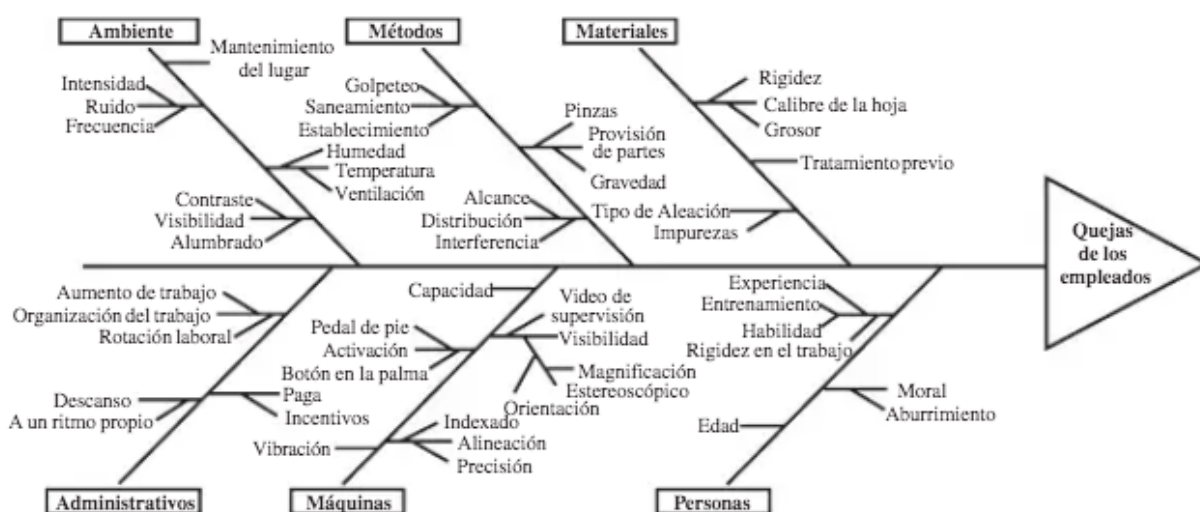 Ambiente
Métodos
Materiales
Mantenimiento
del lugar
Intensidad
Ruido
Frecuencia
Humedad
Temperatura
Ventilación
Contraste
Visibilidad
Alumbrado
Golpeteo
Saneamiento
Establecimiento
Pinzas
Provisión
de partes
Gravedad
Alcance
Distribución
Interferencia
Rigidez
Calibre de la hoja
Grosor
Tratamiento previo
Tipo de Aleación
Impurezas
Quejas
de los
empleados
Aumento de trabajo
Organización del trabajo
Rotación laboral
Descanso
A un ritmo propio
Paga
Incentivos
Capacidad
Pedal de pie
Activación
Botón en la palma
Video de
supervisión
Visibilidad
Magnificación
Estereoscópico
Orientación
Indexado
Alineación
Precisión
Vibración
Experiencia
Entrenamiento
Habilidad
Rigidez en el trabajo
Moral
Aburrimiento
Edad
Administrativos
Máquinas
Personas